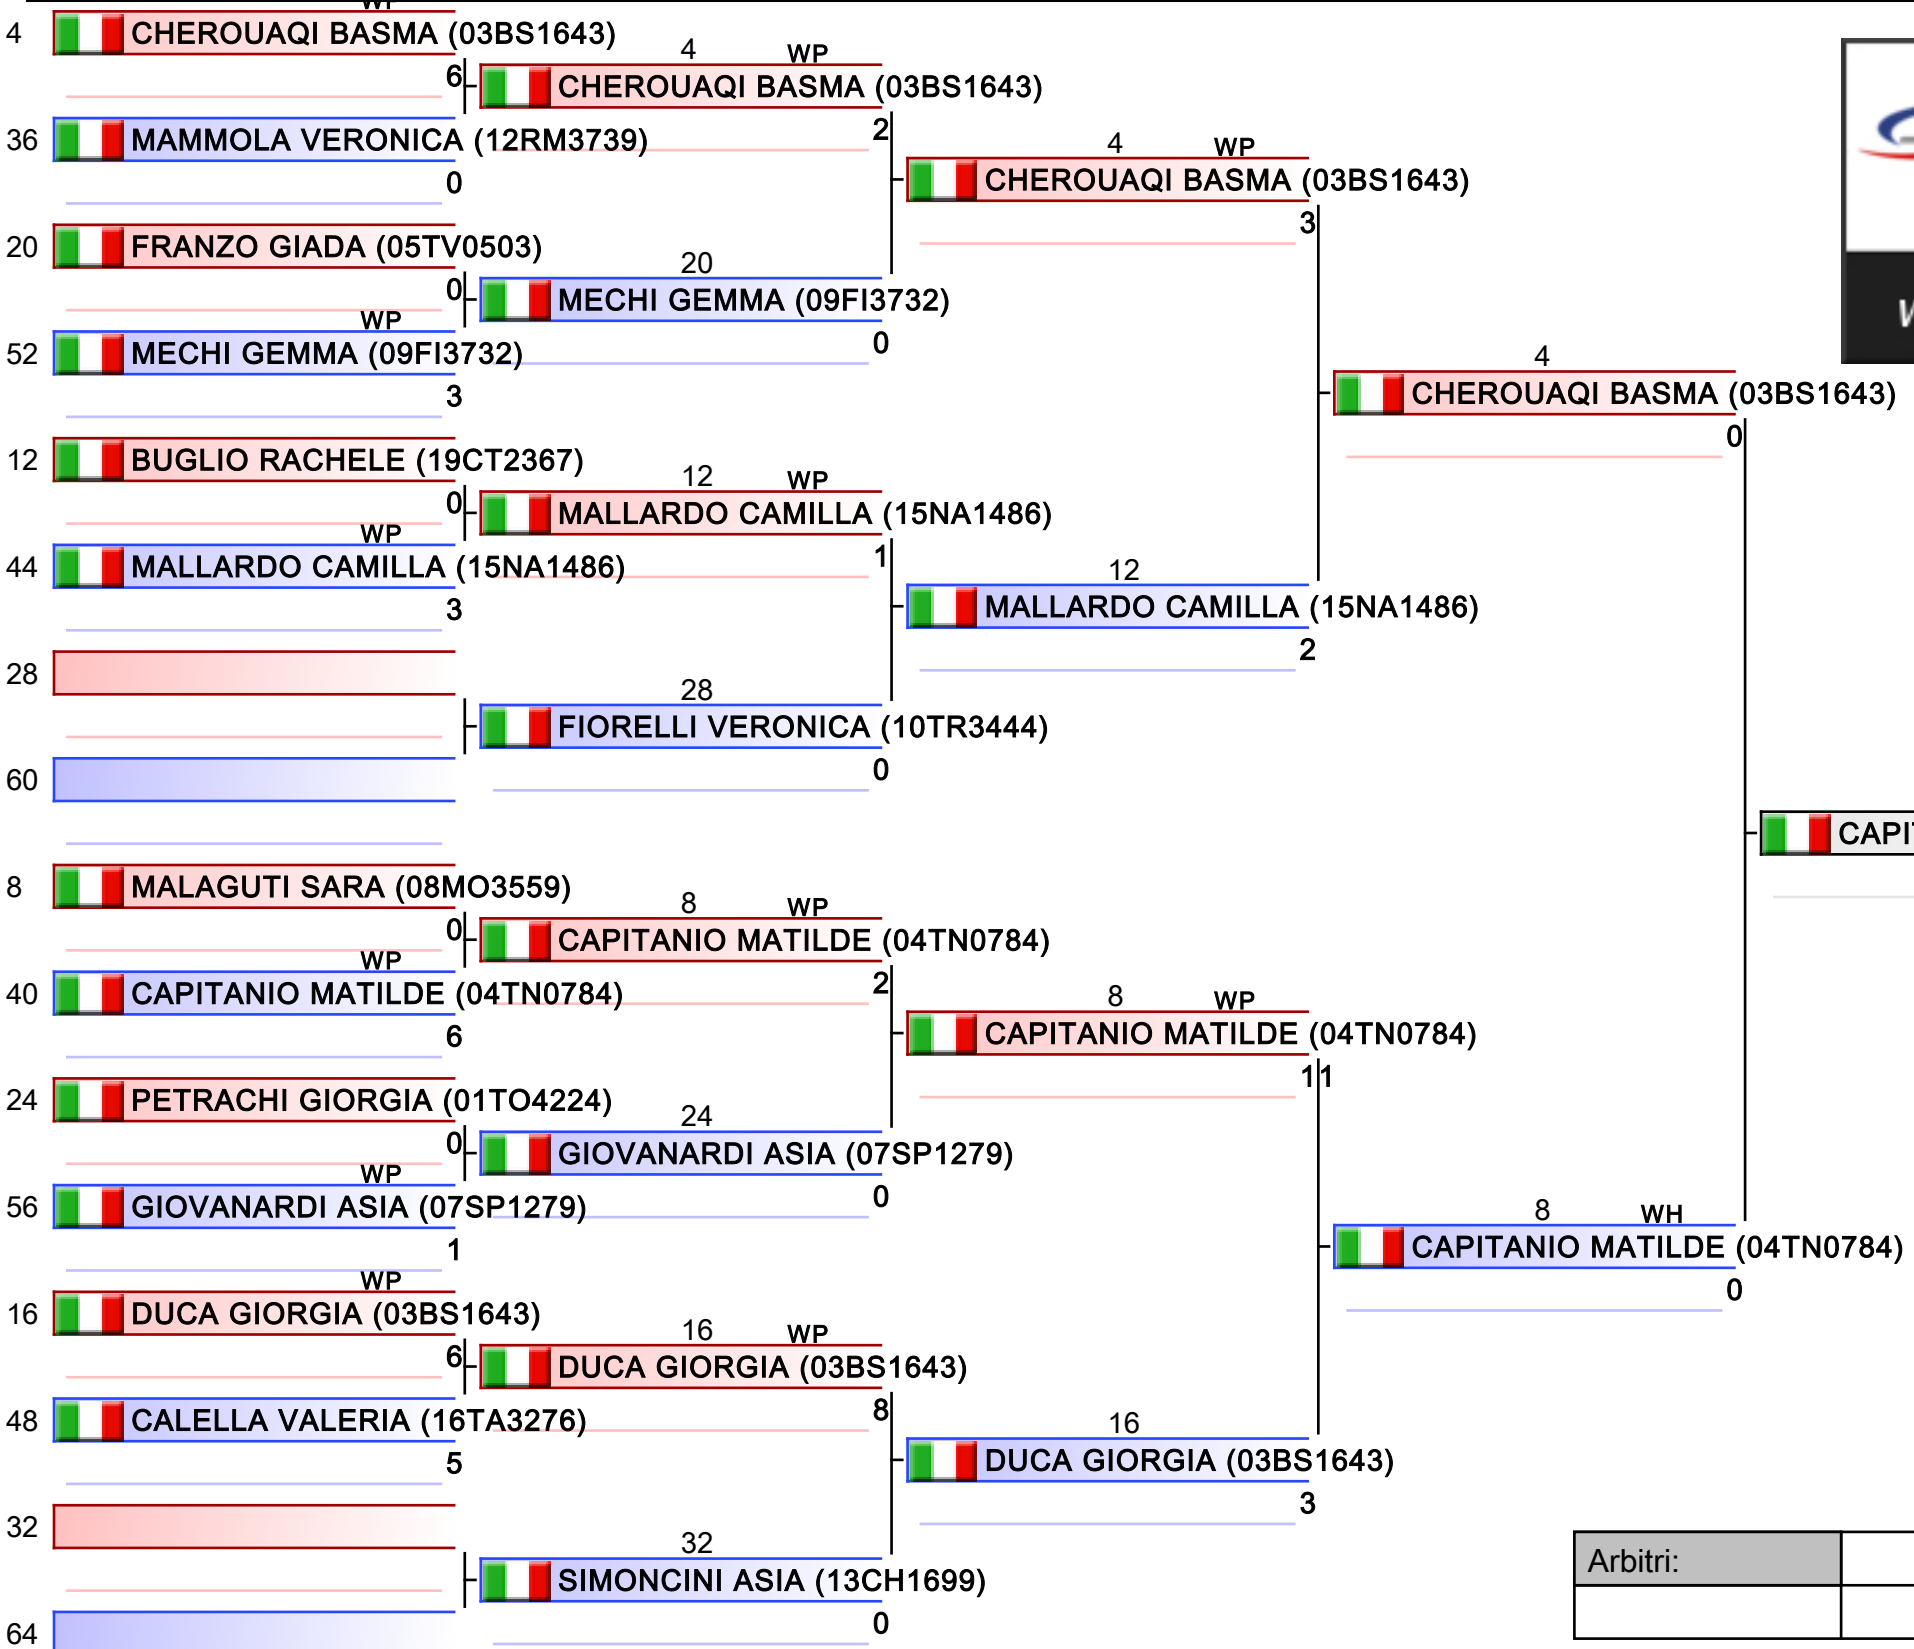 WP
4 CHEROUAQI BASMA (03BS1643)
4 WP
6 CHEROUAQI BASMA (03BS1643)
36 MAMMOLA VERONICA (12RM3739)
2
4 WP
0
CHEROUAQI BASMA (03BS1643)
3
20 FRANZO GIADA (05TV0503)
20
0 MECHI GEMMA (09FI3732)
WP
0
52 MECHI GEMMA (09FI3732)
3
4
CHEROUAQI BASMA (03BS1643)
0
12 BUGLIO RACHELE (19CT2367)
12 WP
0 MALLARDO CAMILLA (15NA1486)
WP
1
44 MALLARDO CAMILLA (15NA1486)
12
3
MALLARDO CAMILLA (15NA1486)
2
28
28
FIORELLI VERONICA (10TR3444)
0
60
CAPI
8 MALAGUTI SARA (08MO3559)
8 WP
0 CAPITANIO MATILDE (04TN0784)
WP
2
40 CAPITANIO MATILDE (04TN0784)
8 WP
6
CAPITANIO MATILDE (04TN0784)
11
24 PETRACHI GIORGIA (01TO4224)
24
0 GIOVANARDI ASIA (07SP1279)
WP
0
56 GIOVANARDI ASIA (07SP1279)
8 WH
1
CAPITANIO MATILDE (04TN0784)
0
WP
16 DUCA GIORGIA (03BS1643)
16 WP
6 DUCA GIORGIA (03BS1643)
8
48 CALELLA VALERIA (16TA3276)
16
5
DUCA GIORGIA (03BS1643)
3
32
32
SIMONCINI ASIA (13CH1699)
0
64
Arbitri: